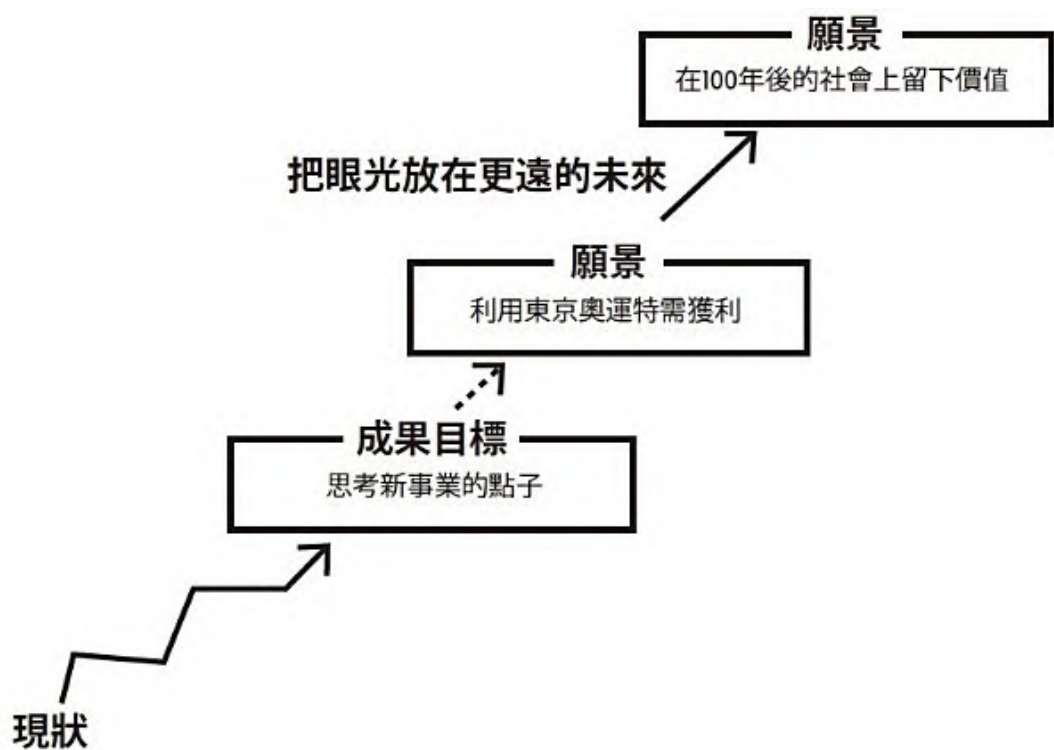 願景
在100年後的社會上留下價值
把眼光放在更遠的未來
願景
利用東京奧運特需獲利
成果目標
思考新事業的點子
現狀